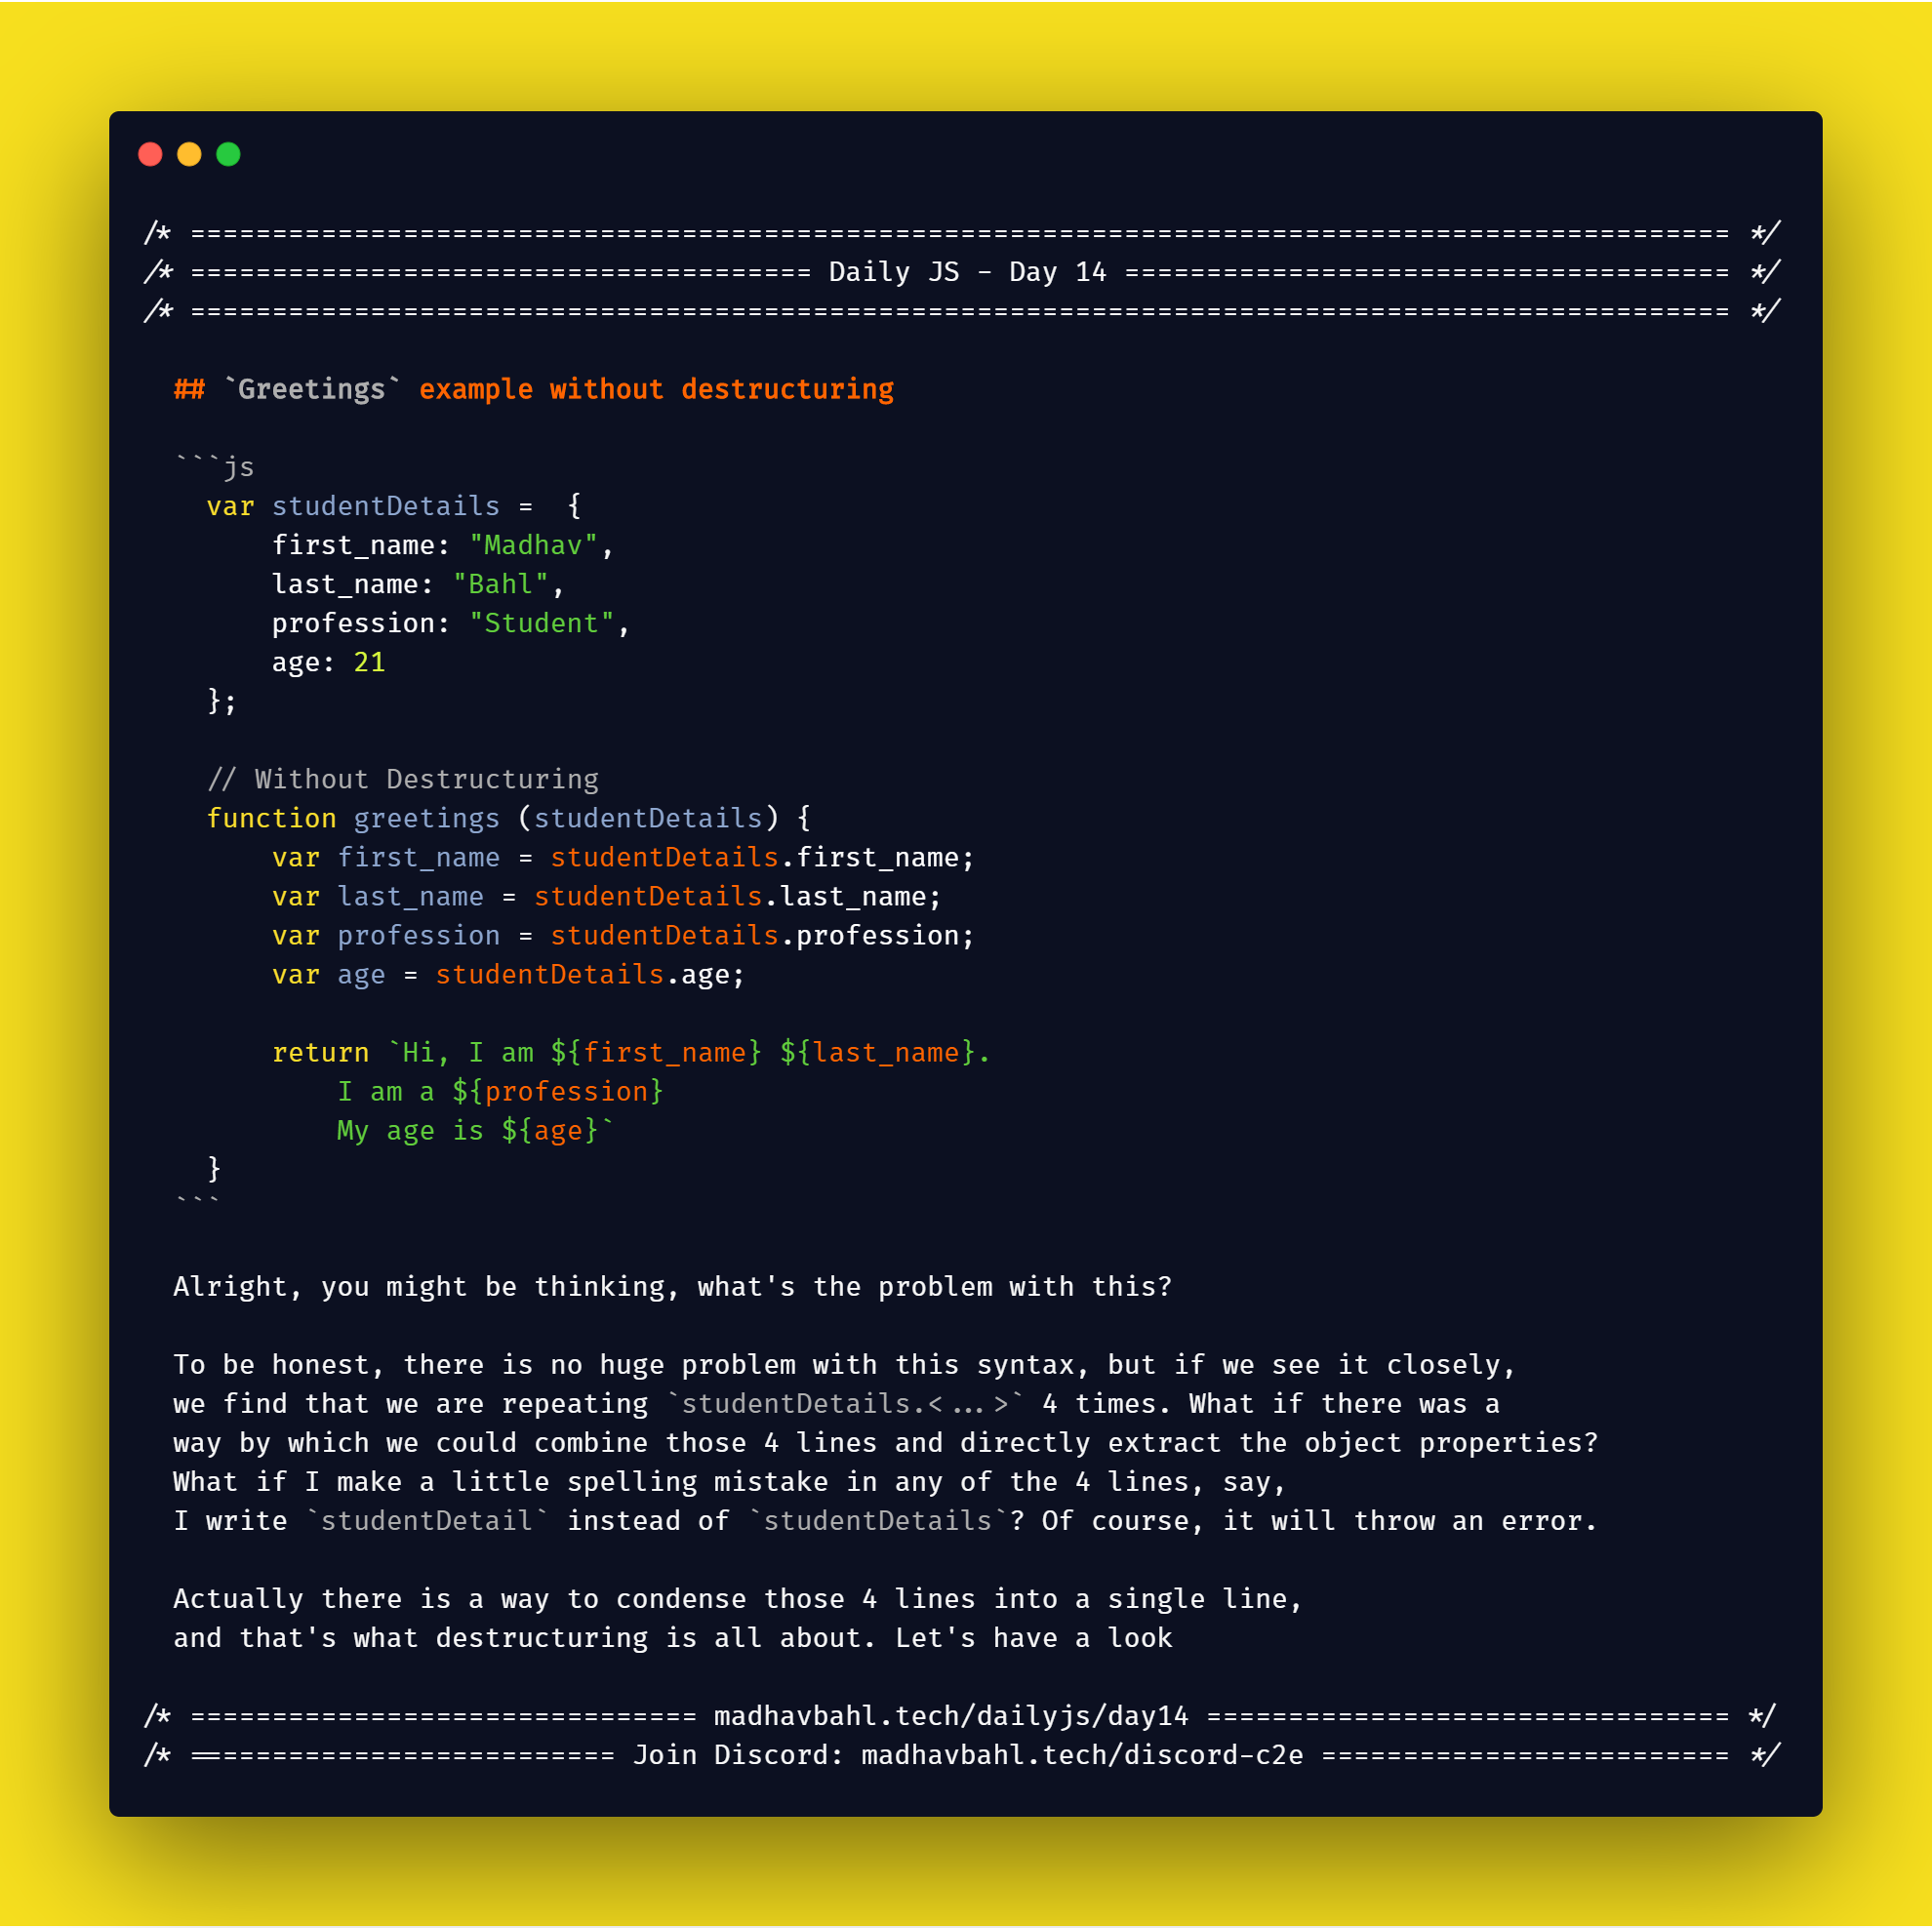 /* ============================================================================================== */
/* ====================================== Daily JS - Day 14 ===================================== */
/* ============================================================================================== */
## `Greetings` example without destructuring
```js
var studentDetails =  {
first_name: "Madhav",
last_name: "Bahl",
profession: "Student",
age: 21
};
// Without Destructuring
function greetings (studentDetails) {
var first_name = studentDetails.first_name;
var last_name = studentDetails.last_name;
var profession = studentDetails.profession;
var age = studentDetails.age;
return `Hi, I am ${first_name} ${last_name}.
I am a ${profession}
My age is ${age}`
}
```
Alright, you might be thinking, what's the problem with this?
To be honest, there is no huge problem with this syntax, but if we see it closely,
we find that we are repeating `studentDetails.<...>` 4 times. What if there was a
way by which we could combine those 4 lines and directly extract the object properties?
What if I make a little spelling mistake in any of the 4 lines, say,
I write `studentDetail` instead of `studentDetails`? Of course, it will throw an error.
Actually there is a way to condense those 4 lines into a single line,
and that's what destructuring is all about. Let's have a look
/* =============================== madhavbahl.tech/dailyjs/day14 ================================ */
/* ========================== Join Discord: madhavbahl.tech/discord-c2e ========================= */